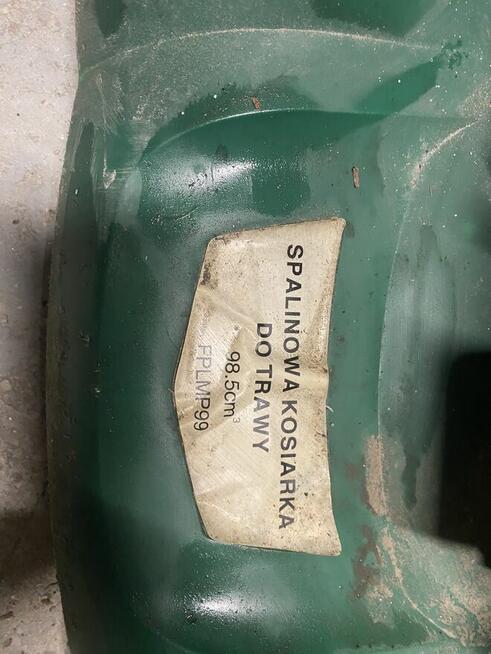 SPALINOWA KOSIARKA
DO TRAWY
98.5cm³
FPLMP99